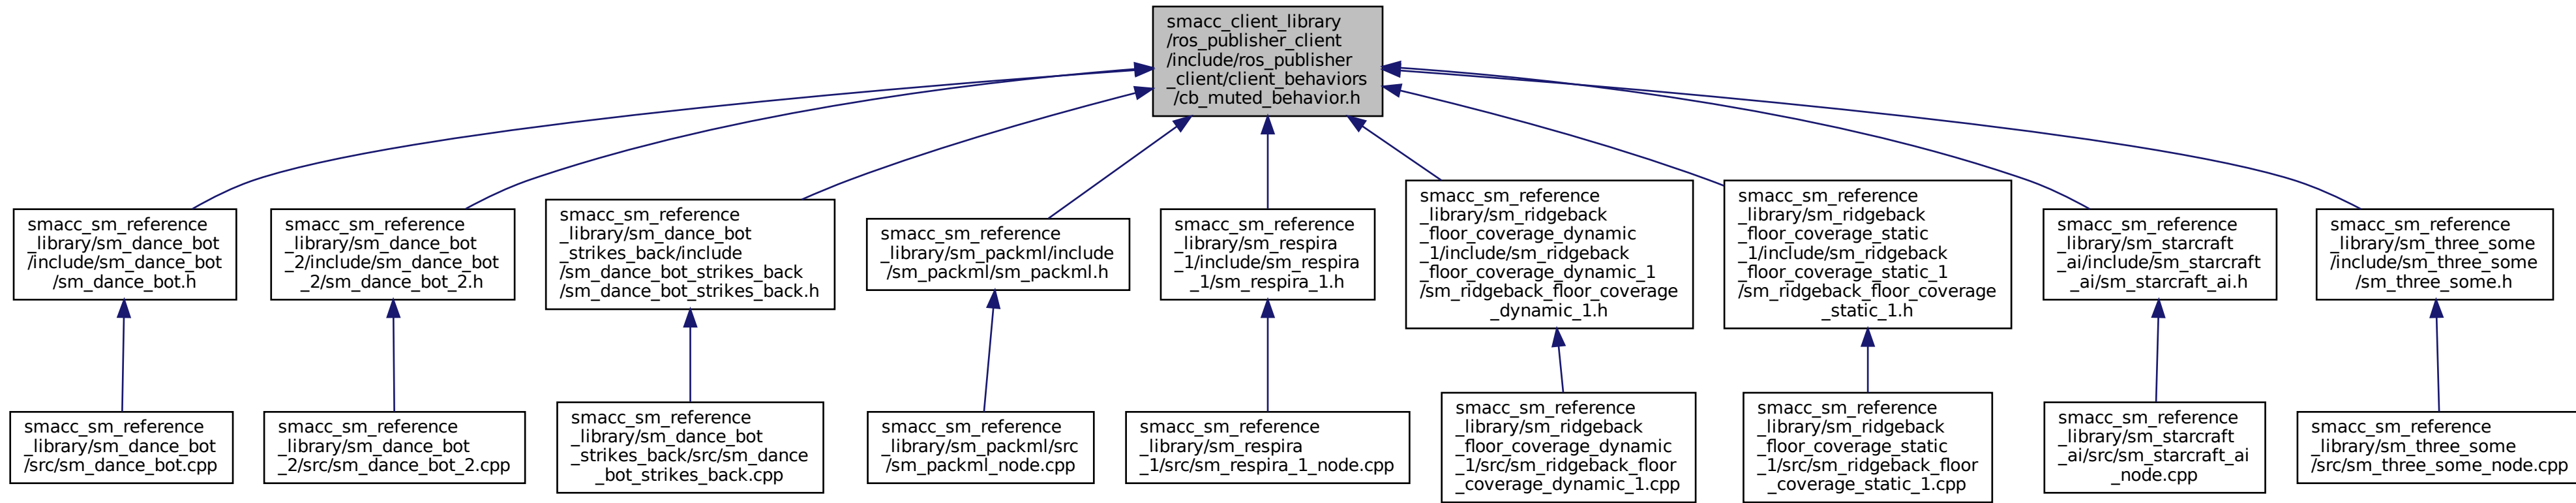 smacc_client_library
/ros_publisher_client
/include/ros_publisher
_client/client_behaviors
/cb_muted_behavior.h
smacc_sm_reference
_library/sm_dance_bot
/include/sm_dance_bot
/sm_dance_bot.h
smacc_sm_reference
_library/sm_dance_bot
_2/include/sm_dance_bot
_2/sm_dance_bot_2.h
smacc_sm_reference
_library/sm_dance_bot
_strikes_back/include
/sm_dance_bot_strikes_back
/sm_dance_bot_strikes_back.h
smacc_sm_reference
_library/sm_packml/include
/sm_packml/sm_packml.h
smacc_sm_reference
_library/sm_respira
_1/include/sm_respira
_1/sm_respira_1.h
smacc_sm_reference
_library/sm_ridgeback
_floor_coverage_dynamic
_1/include/sm_ridgeback
_floor_coverage_dynamic_1
/sm_ridgeback_floor_coverage
_dynamic_1.h
smacc_sm_reference
_library/sm_ridgeback
_floor_coverage_static
_1/include/sm_ridgeback
_floor_coverage_static_1
/sm_ridgeback_floor_coverage
_static_1.h
smacc_sm_reference
_library/sm_starcraft
_ai/include/sm_starcraft
_ai/sm_starcraft_ai.h
smacc_sm_reference
_library/sm_three_some
/include/sm_three_some
/sm_three_some.h
smacc_sm_reference
_library/sm_dance_bot
/src/sm_dance_bot.cpp
smacc_sm_reference
_library/sm_dance_bot
_2/src/sm_dance_bot_2.cpp
smacc_sm_reference
_library/sm_dance_bot
_strikes_back/src/sm_dance
_bot_strikes_back.cpp
smacc_sm_reference
_library/sm_packml/src
/sm_packml_node.cpp
smacc_sm_reference
_library/sm_respira
_1/src/sm_respira_1_node.cpp
smacc_sm_reference
_library/sm_ridgeback
_floor_coverage_dynamic
_1/src/sm_ridgeback_floor
_coverage_dynamic_1.cpp
smacc_sm_reference
_library/sm_ridgeback
_floor_coverage_static
_1/src/sm_ridgeback_floor
_coverage_static_1.cpp
smacc_sm_reference
_library/sm_starcraft
_ai/src/sm_starcraft_ai
_node.cpp
smacc_sm_reference
_library/sm_three_some
/src/sm_three_some_node.cpp